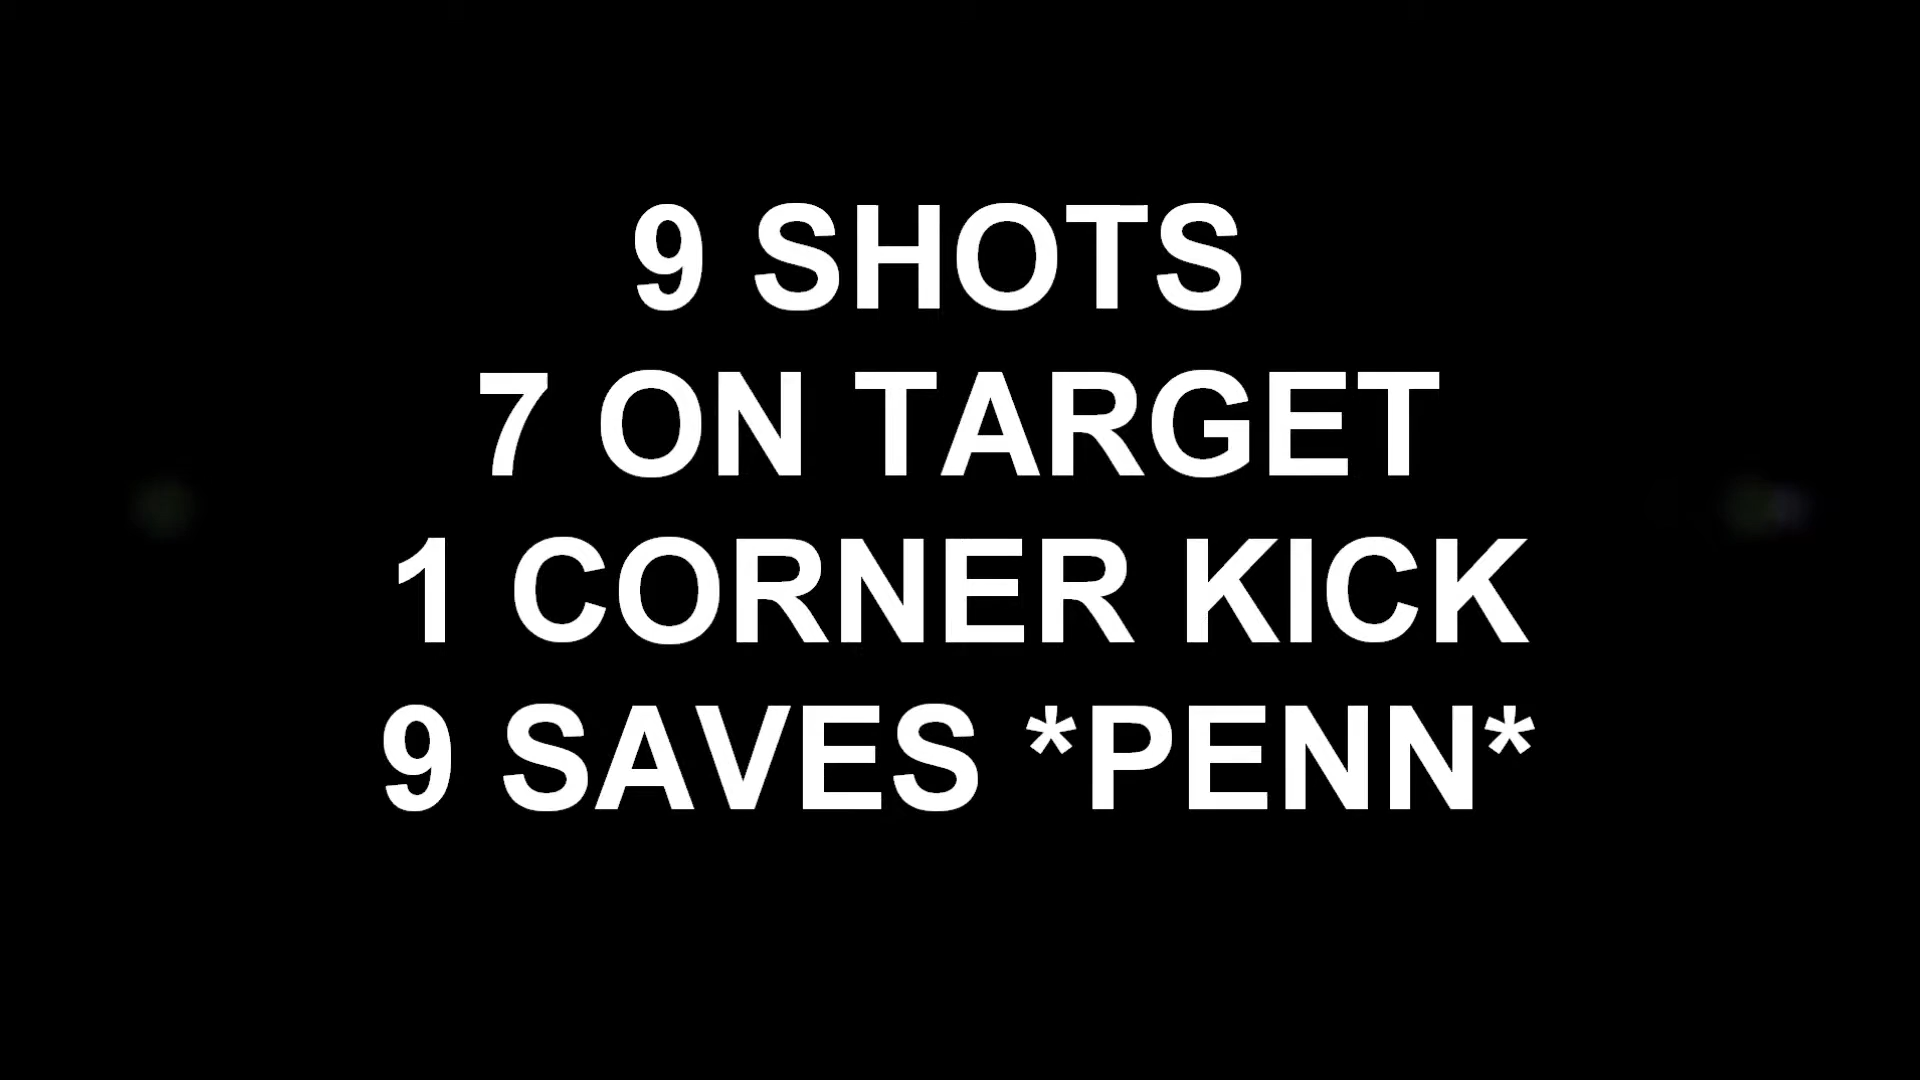 9 SHOTS
7 ON TARGET
1 CORNER KICK
9 SAVES *PENN*